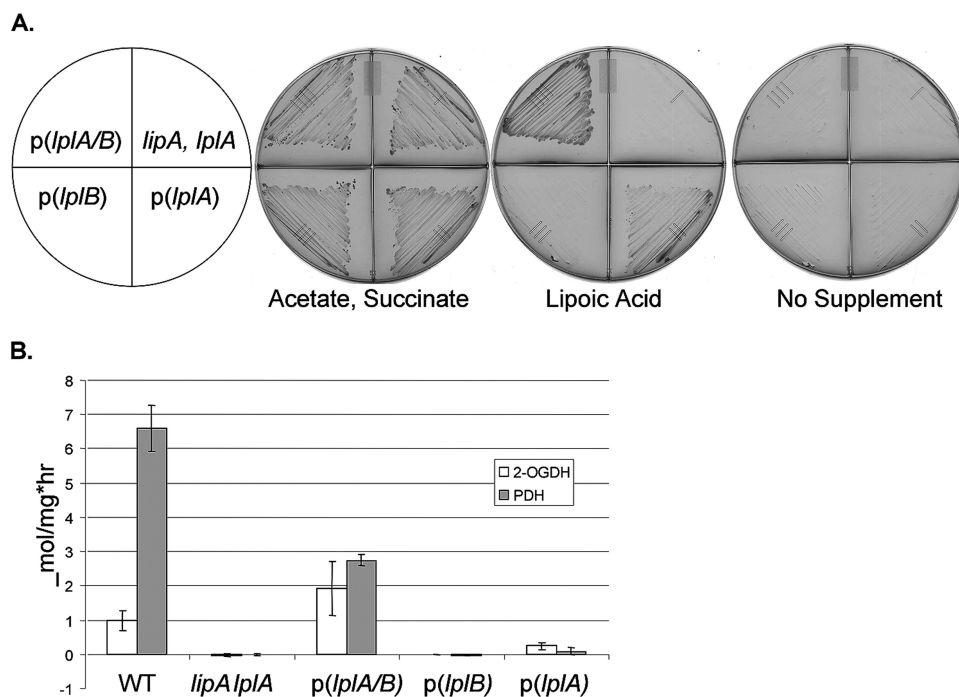 A.
p(lplA/B) lipA, lplA
p(lplB) p(lplA)
Acetate, Succinate
Lipoic Acid
No Supplement
B.
8
7
6
5
4
3
2
1
0
-1
_mol/mg*hr
2-OGDH
PDH
WT lipA lplA p(lplA/B) p(lplB) p(lplA)